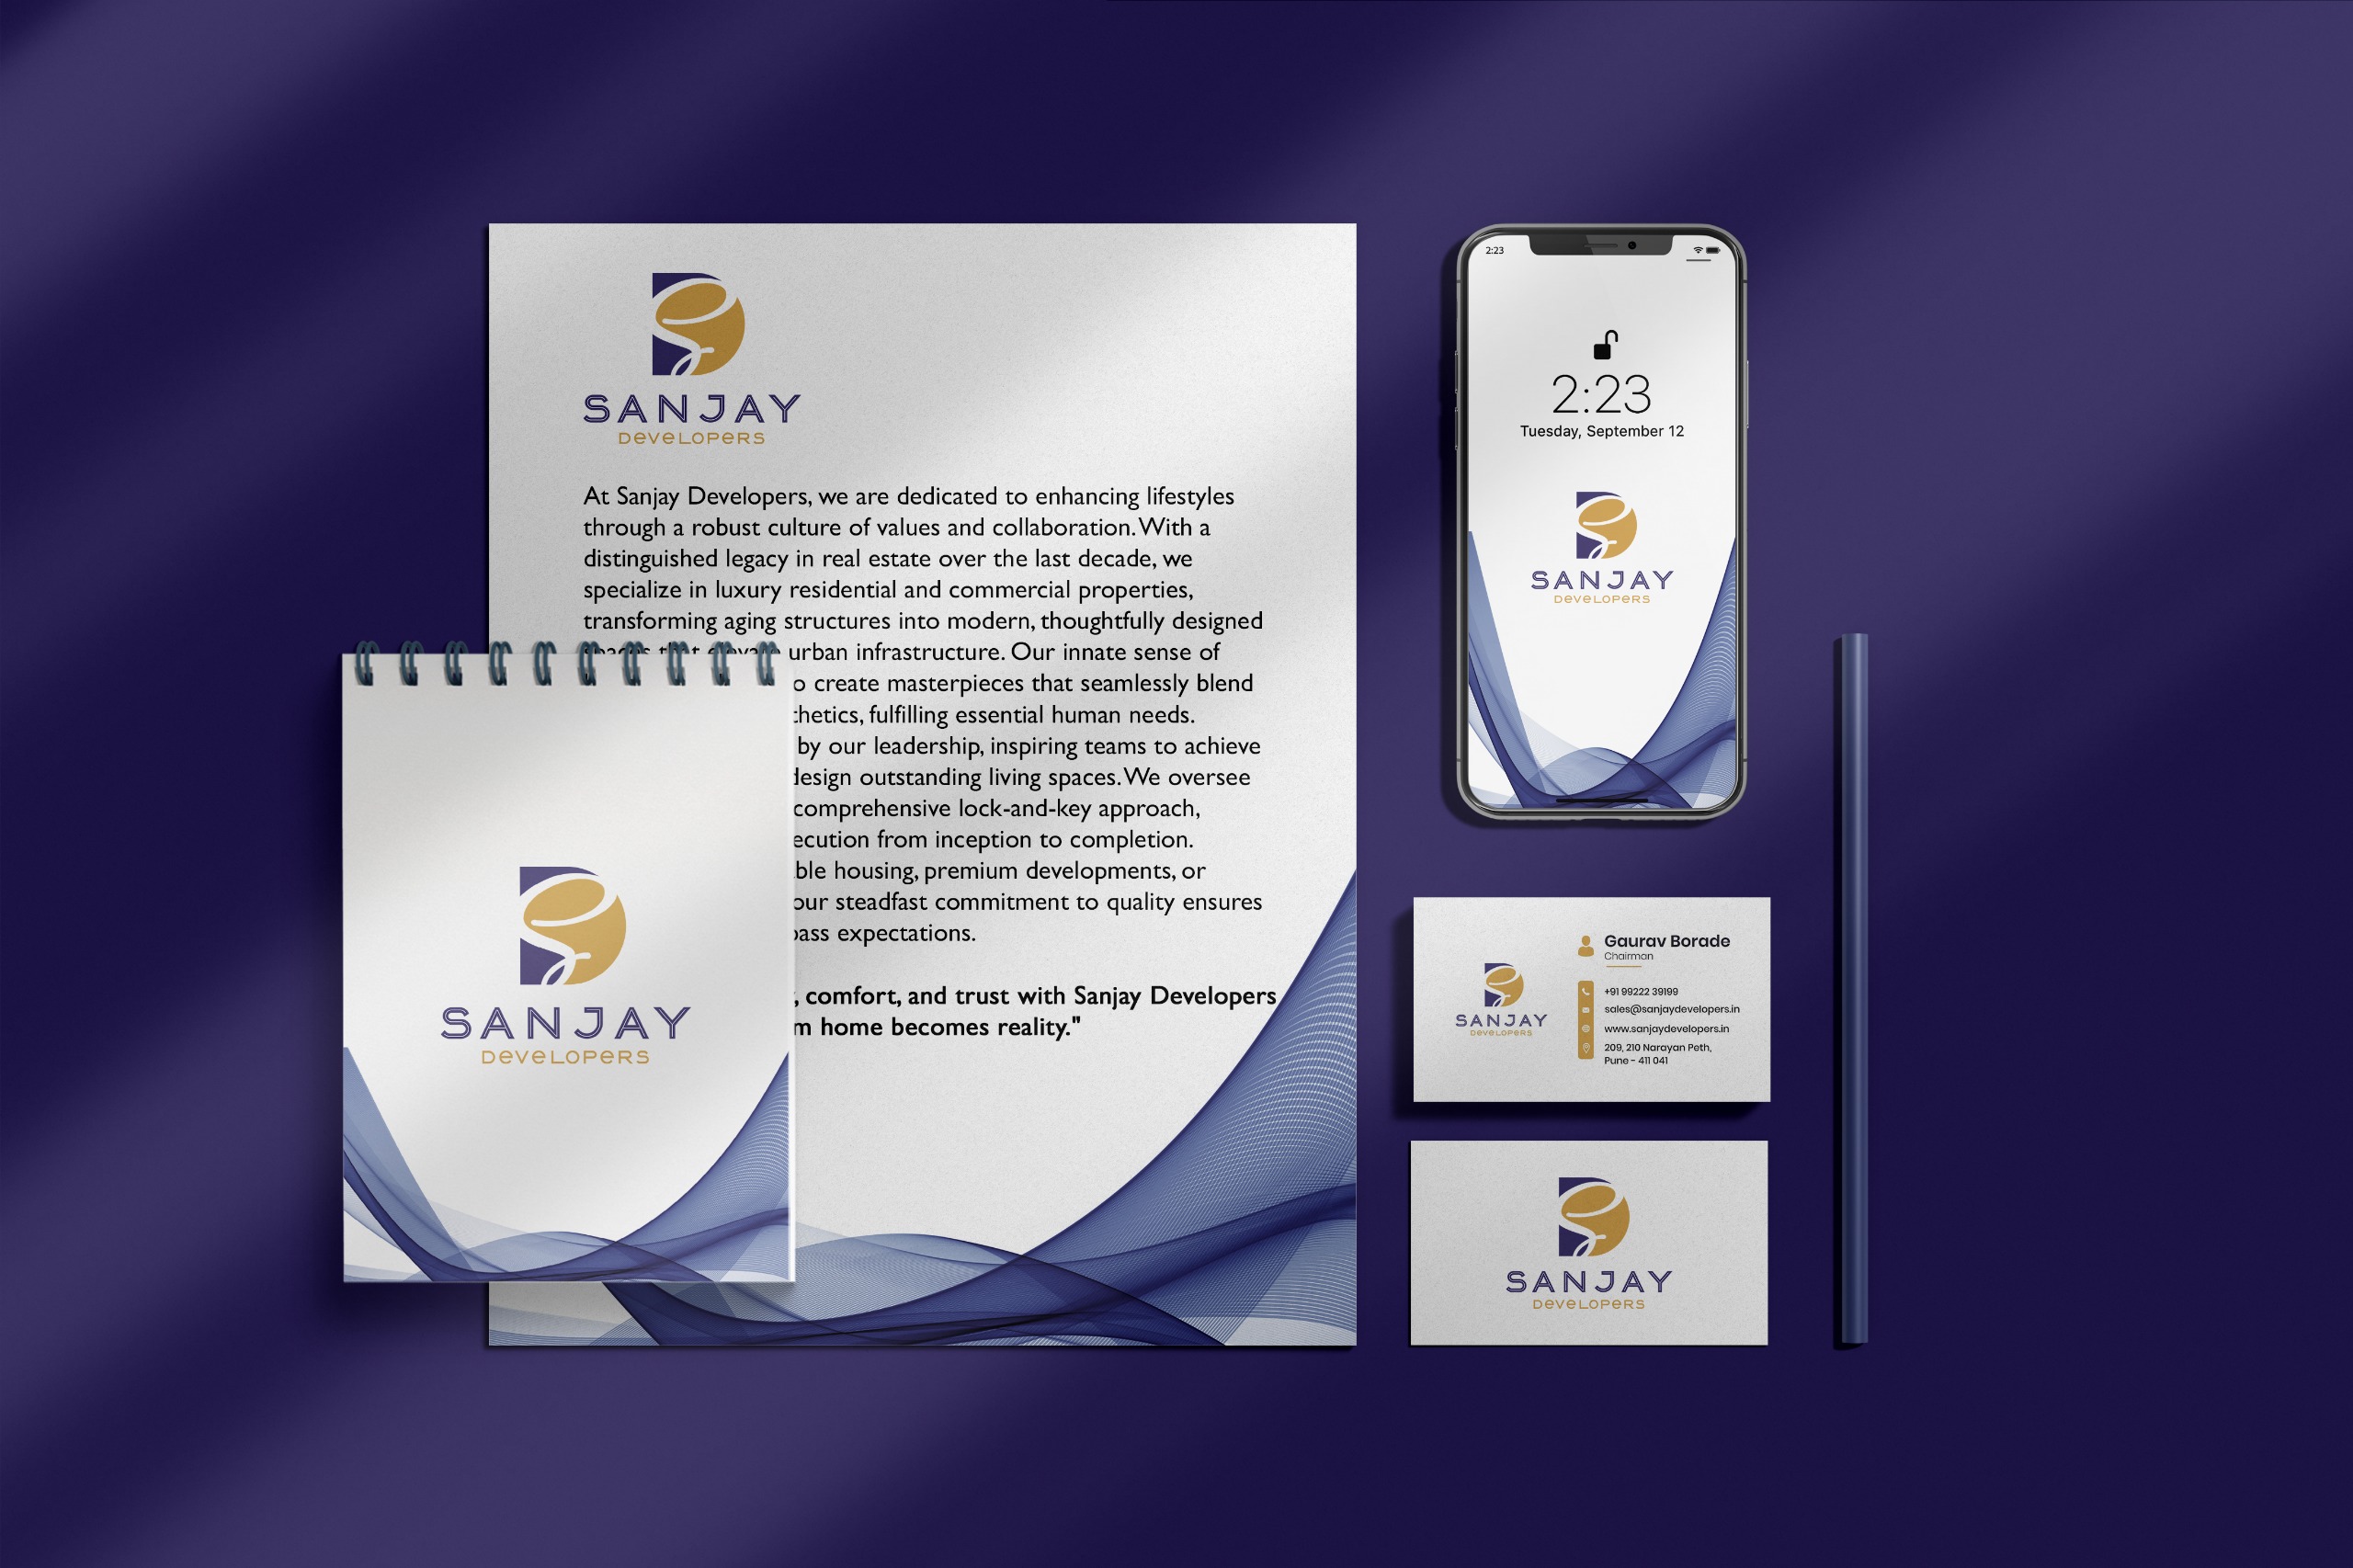 SANJAY
DEVELOPERS
At Sanjay Developers, we are dedicated to enhancing lifestyles
through a robust culture of values and collaboration. With a
distinguished legacy in real estate over the last decade, we
specialize in luxury residential and commercial properties,
transforming aging structures into modern, thoughtfully designed
spaces that elevate urban infrastructure. Our innate sense of
create masterpieces that seamlessly blend
fulfilling essential human needs.
by our leadership, inspiring teams to achieve
design outstanding living spaces. We oversee
comprehensive lock-and-key approach,
from inception to completion.
housing, premium developments, or
our steadfast commitment to quality ensures
expectations.
comfort, and trust with Sanjay Developers
home becomes reality."
SANJAY
DEVELOPERS
2:23
2:23
Tuesday, September 12
SANJAY
DEVELOPERS
SANJAY
DEVELOPERS
Gaurav Borade
Chairman
+91 99222 39199
sales@sanjaydevelopers.in
www.sanjaydevelopers.in
209, 210 Narayan Peth,
Pune - 411 041
SANJAY
DEVELOPERS